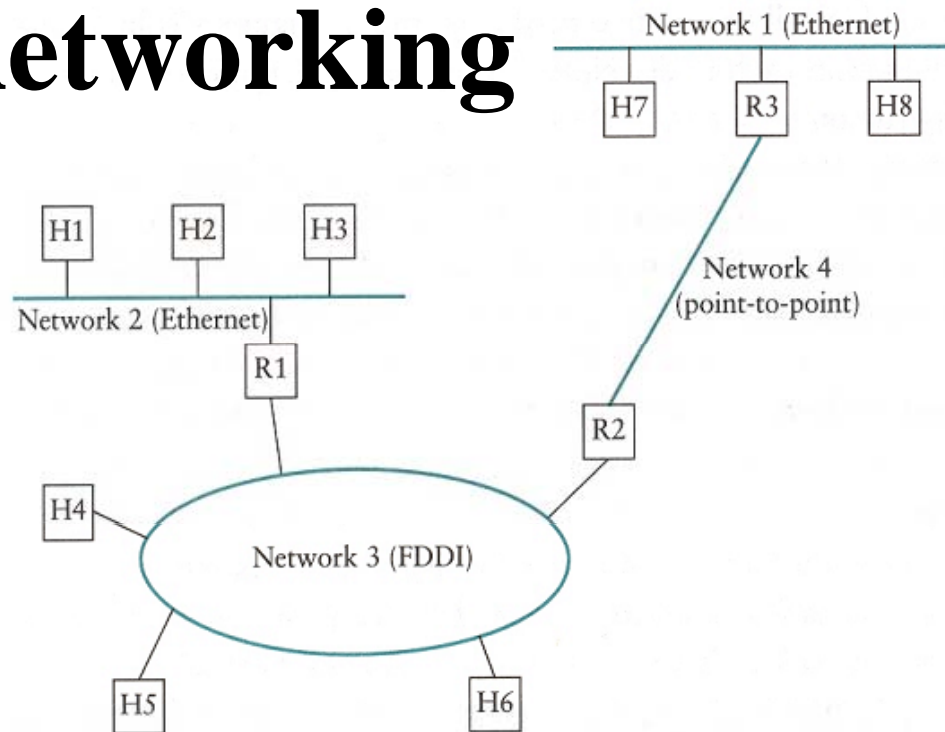 etworking
Network 1 (Ethernet)
H7
R3
H8
H1
H2
H3
Network 4
(point-to-point)
Network 2 (Ethernet)
R1
R2
H4
Network 3 (FDDI)
H5
H6